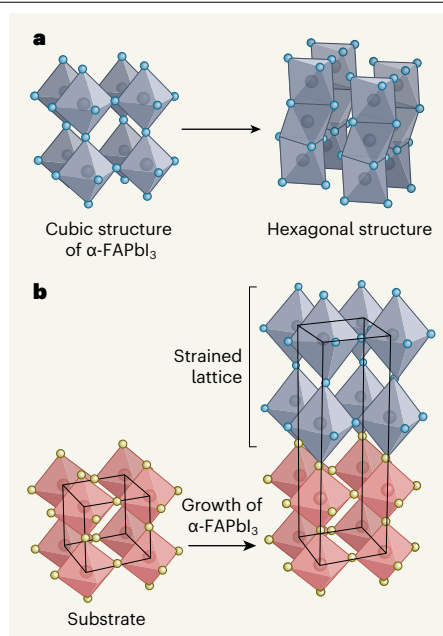 a
Cubic structure
of α-FAPbI₃
Hexagonal structure
b
Strained
lattice
Growth of
α-FAPbI₃
Substrate